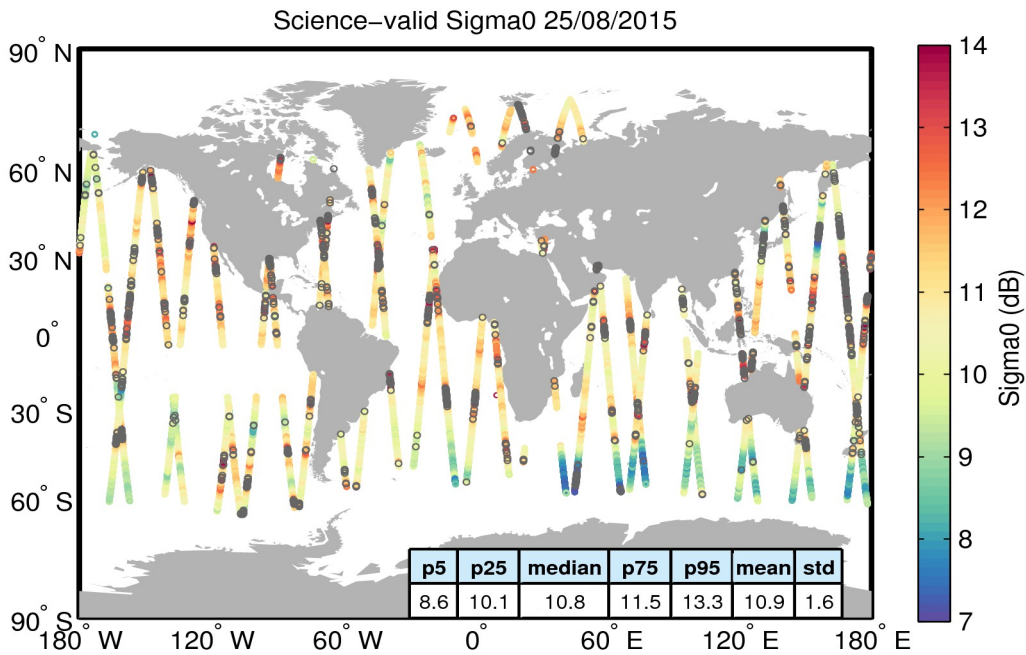 Science−valid Sigma0 25/08/2015
90° N
60° N
30° N
0°
30° S
60° S
90° S
180° W
120° W
60° W
0°
60° E
120° E
180° E
p5 p25 median p75 p95 mean std
8.6 10.1 10.8 11.5 13.3 10.9 1.6
14
13
12
11
10
9
8
7
Sigma0 (dB)